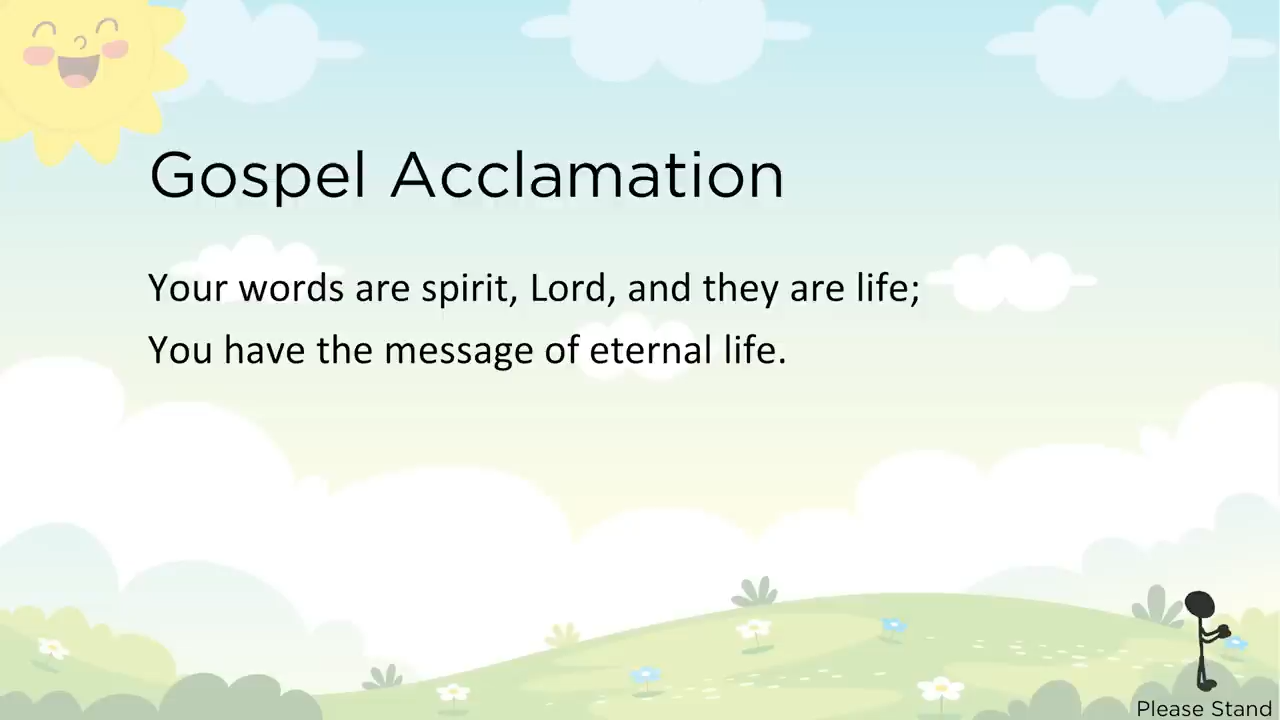 Gospel Acclamation
Your words are spirit, Lord, and they are life;
You have the message of eternal life.
Please Stand